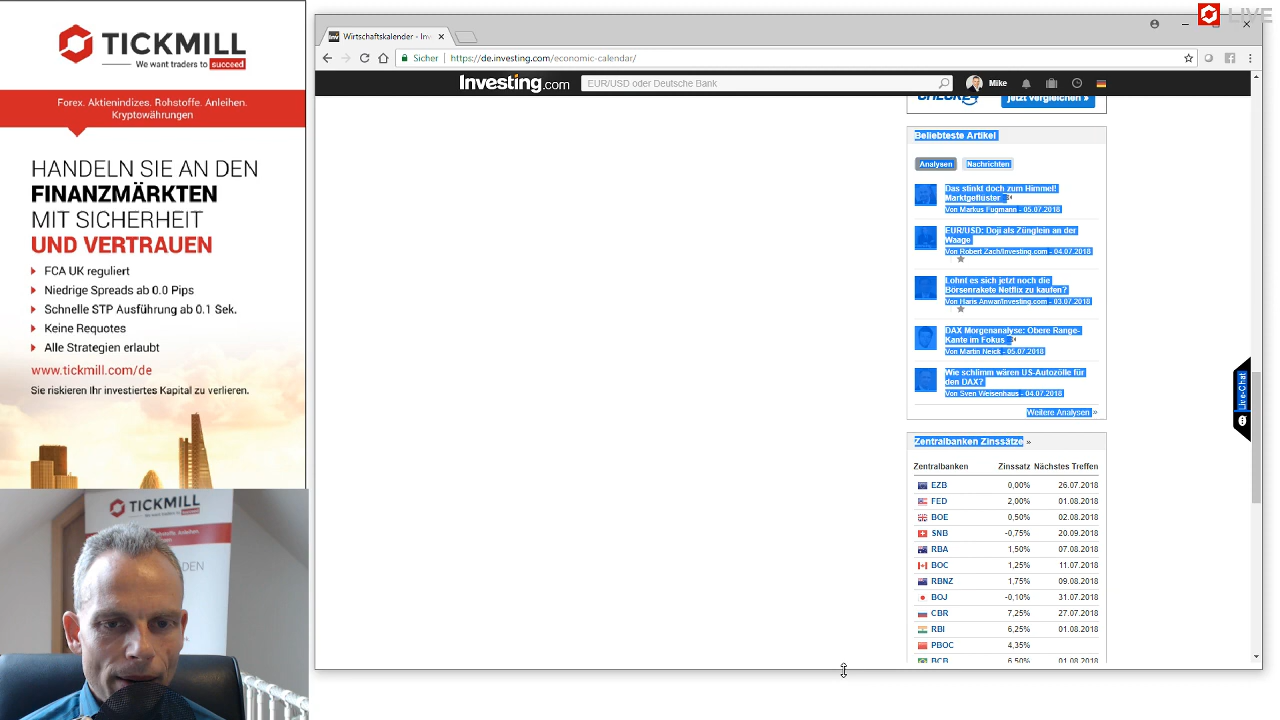 TICKMILL
We want traders to succeed
Forex. Aktienindizes. Rohstoffe. Anleihen.
Kryptowährungen
HANDELN SIE AN DEN
FINANZMÄRKTEN
MIT SICHERHEIT
UND VERTRAUEN
FCA UK reguliert
Niedrige Spreads ab 0.0 Pips
Schnelle STP Ausführung ab 0.1 Sek.
Keine Requotes
Alle Strategien erlaubt
www.tickmill.com/de
Sie riskieren Ihr investiertes Kapital zu verlieren.
TICKMILL
LIVE
Wirtschaftskalender - Inv
Sicher
https://de.investing.com/economic-calendar/
Investing.com
EUR/USD oder Deutsche Bank
Mike
CHECK24
Jetzt vergleichen »
Beliebteste Artikel
Analysen
Nachrichten
Das stinkt doch zum Himmel!
Marktgeflüster
Von Markus Fugmann - 05.07.2018
EUR/USD: Doji als Zünglein an der
Waage
Von Robert Zach/Investing.com - 04.07.2018
Lohnt es sich jetzt noch die
Börsenrakete Netflix zu kaufen?
Von Haris Anwar/Investing.com - 03.07.2018
DAX Morgenanalyse: Obere Range-
Kante im Fokus
Von Martin Neick - 05.07.2018
Wie schlimm wären US-Autozölle für
den DAX?
Von Sven Weisenhaus - 04.07.2018
Weitere Analysen »
Zentralbanken Zinssätze »
Zentralbanken Zinssatz Nächstes Treffen
EZB 0,00% 26.07.2018
FED 2,00% 01.08.2018
BOE 0,50% 02.08.2018
SNB -0,75% 20.09.2018
RBA 1,50% 07.08.2018
BOC 1,25% 11.07.2018
RBNZ 1,75% 09.08.2018
BOJ -0,10% 31.07.2018
CBR 7,25% 27.07.2018
RBI 6,25% 01.08.2018
PBOC 4,35%
BCB 6,50% 01.08.2018
Live-Chat